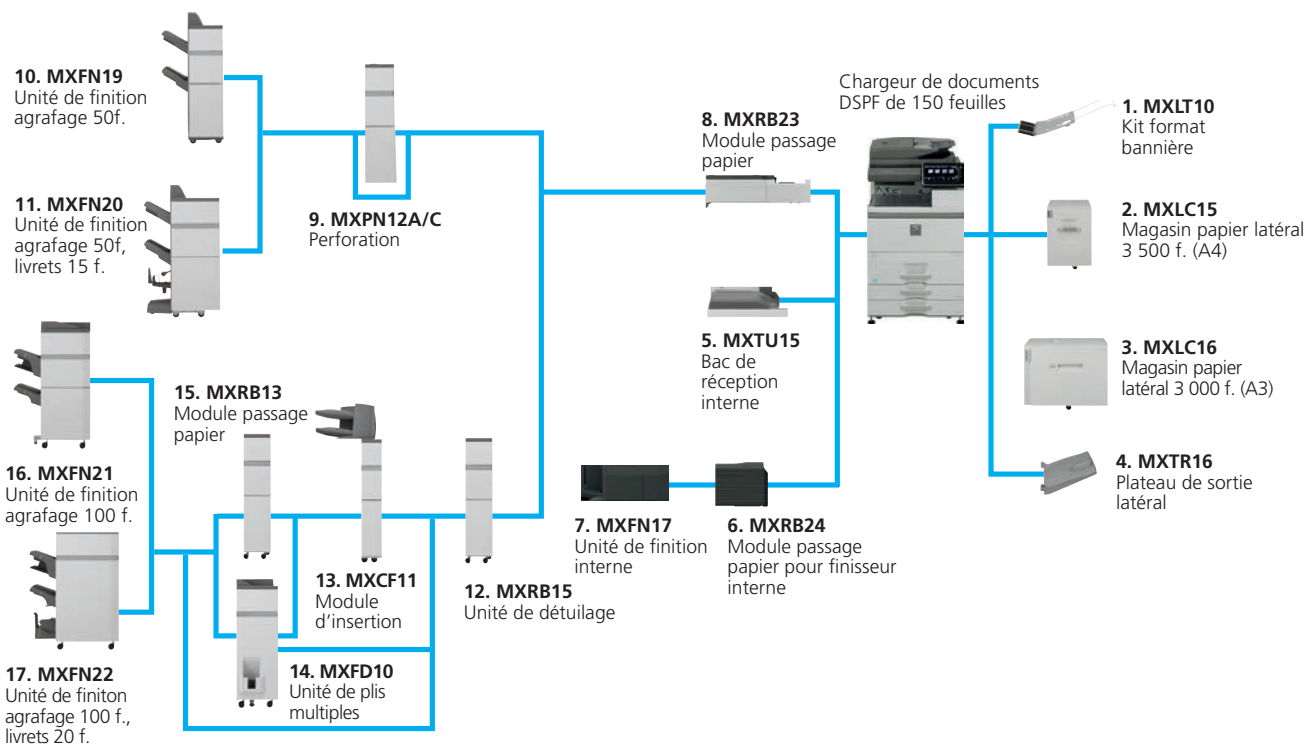 10. MXFN19
Unité de finition
agrafage 50f.
11. MXFN20
Unité de finition
agrafage 50f,
livrets 15 f.
9. MXPN12A/C
Perforation
8. MXRB23
Module passage
papier
Chargeur de documents
DSPF de 150 feuilles
1. MXLT10
Kit format
bannière
2. MXLC15
Magasin papier latéral
3 500 f. (A4)
3. MXLC16
Magasin papier
latéral 3 000 f. (A3)
4. MXTR16
Plateau de sortie
latéral
5. MXTU15
Bac de
réception
interne
7. MXFN17
Unité de finition
interne
6. MXRB24
Module passage
papier pour finisseur
interne
15. MXRB13
Module passage
papier
16. MXFN21
Unité de finition
agrafage 100 f.
13. MXCF11
Module
d'insertion
12. MXRB15
Unité de détuilage
14. MXFD10
Unité de plis
multiples
17. MXFN22
Unité de finiton
agrafage 100 f.,
livrets 20 f.